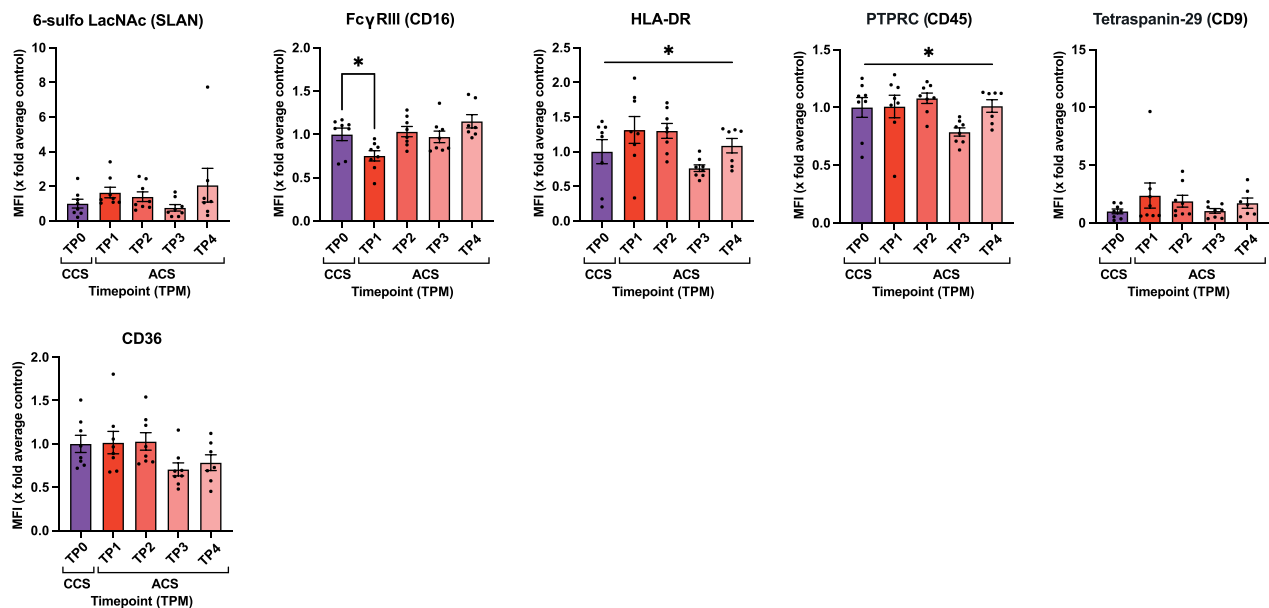 6-sulfo LacNAc (SLAN)
MFI (x fold average control)
10
8
6
4
2
0
TP0 TP1 TP2 TP3 TP4
CCS ACS
Timepoint (TPM)
FcγRIII (CD16)
MFI (x fold average control)
2.0
1.5
1.0
0.5
0.0
*
TP0 TP1 TP2 TP3 TP4
CCS ACS
Timepoint (TPM)
HLA-DR
MFI (x fold average control)
2.5
2.0
1.5
1.0
0.5
0.0
*
TP0 TP1 TP2 TP3 TP4
CCS ACS
Timepoint (TPM)
PTPRC (CD45)
MFI (x fold average control)
1.5
1.0
0.5
0.0
*
TP0 TP1 TP2 TP3 TP4
CCS ACS
Timepoint (TPM)
Tetraspanin-29 (CD9)
MFI (x fold average control)
15
10
5
0
TP0 TP1 TP2 TP3 TP4
CCS ACS
Timepoint (TPM)
CD36
MFI (x fold average control)
2.0
1.5
1.0
0.5
0.0
TP0 TP1 TP2 TP3 TP4
CCS ACS
Timepoint (TPM)